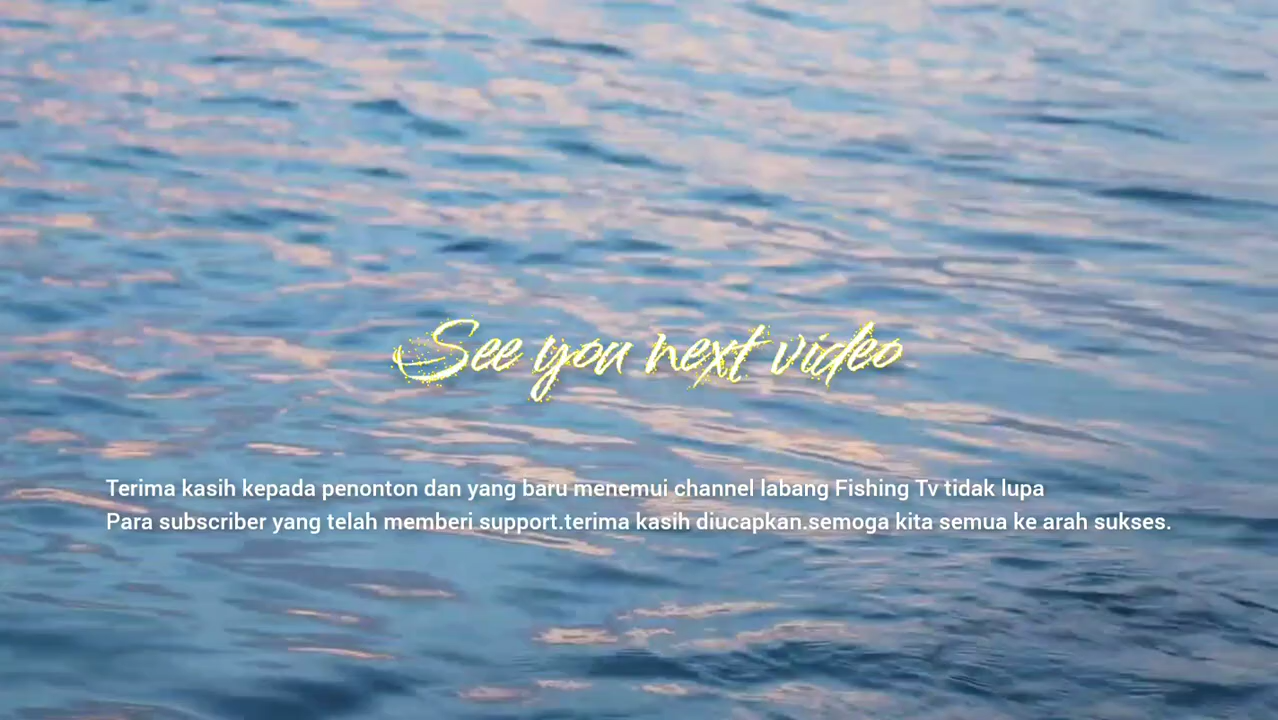 See you next video
Terima kasih kepada penonton dan yang baru menemui channel labang Fishing Tv tidak lupa
Para subscriber yang telah memberi support.terima kasih diucapkan.semoga kita semua ke arah sukses.